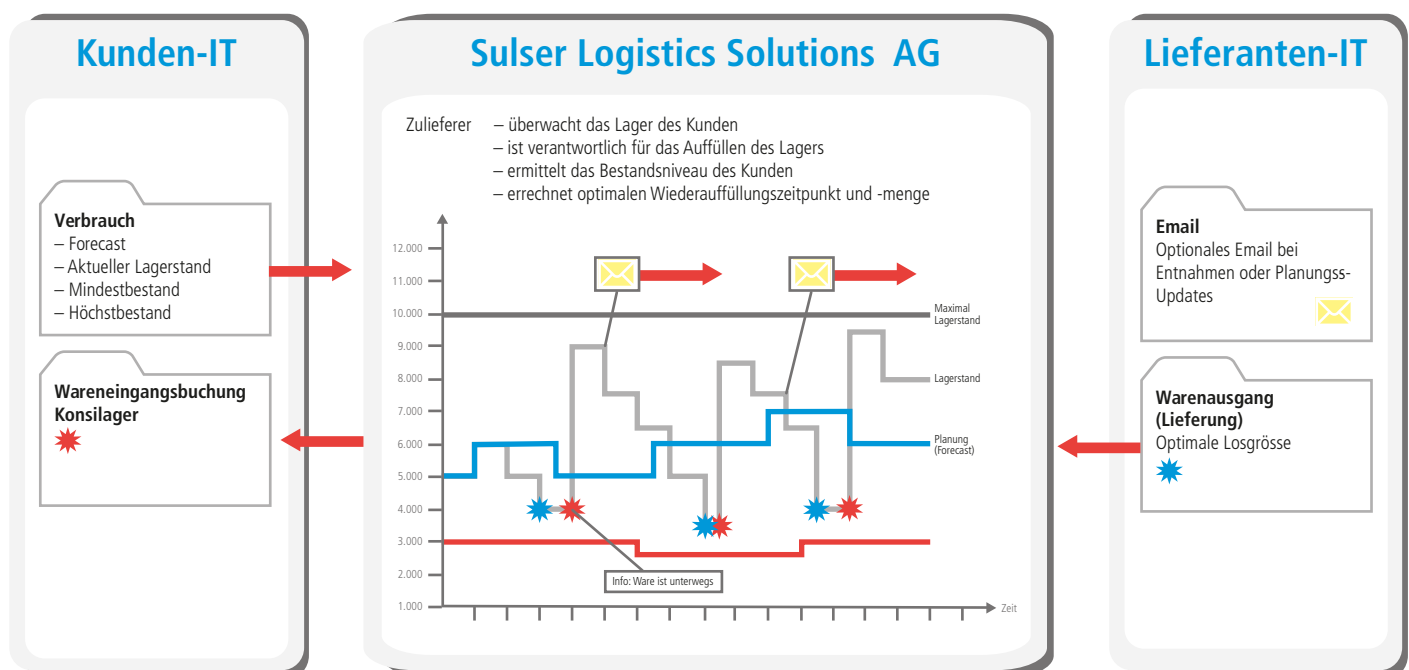 Kunden-IT
Verbrauch
– Forecast
– Aktueller Lagerstand
– Mindestbestand
– Höchstbestand
Wareneingangsbuchung
Konsilager
Sulser Logistics Solutions AG
Zulieferer – überwacht das Lager des Kunden
– ist verantwortlich für das Auffüllen des Lagers
– ermittelt das Bestandsniveau des Kunden
– errechnet optimalen Wiederauffüllungszeitpunkt und -menge
12.000
11.000
10.000
9.000
8.000
7.000
6.000
5.000
4.000
3.000
2.000
1.000
Maximal
Lagerstand
Lagerstand
Planung
(Forecast)
Info: Ware ist unterwegs
Zeit
Lieferanten-IT
Email
Optionales Email bei
Entnahmen oder Planungss-
Updates
Warenausgang
(Lieferung)
Optimale Losgrösse